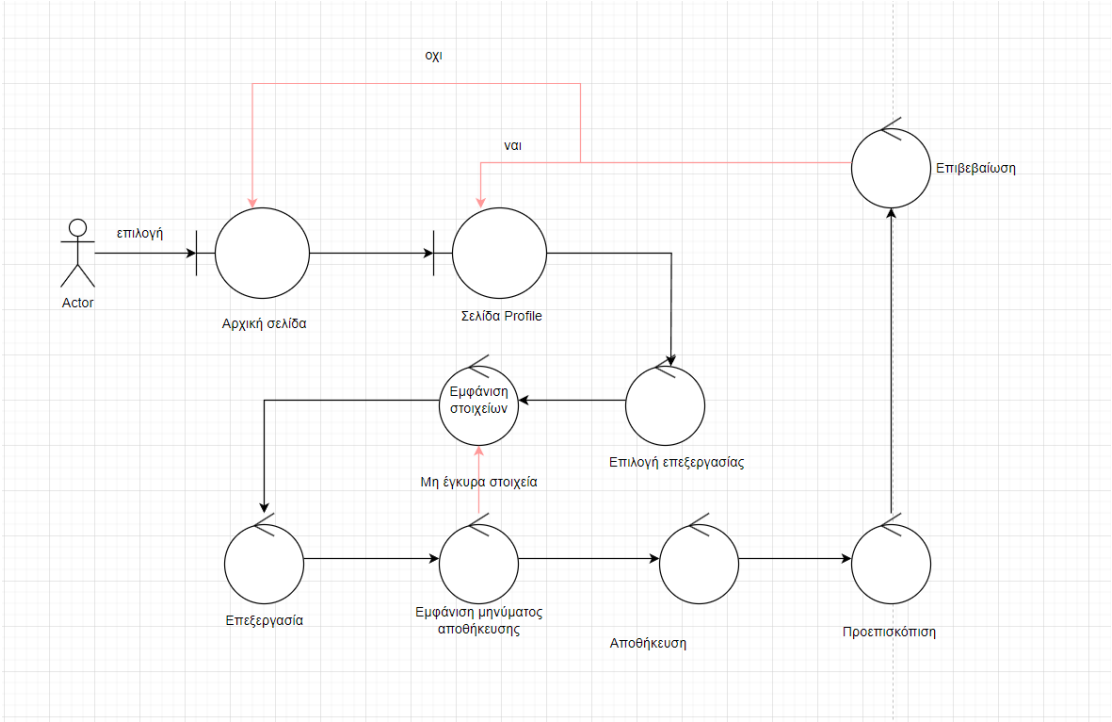 οχι
ναι
Επιβεβαίωση
επιλογή
Actor
Αρχική σελίδα
Σελίδα Profile
Εμφάνιση
στοιχείων
Επιλογή επεξεργασίας
Μη έγκυρα στοιχεία
Επεξεργασία
Εμφάνιση μηνύματος
αποθήκευσης
Αποθήκευση
Προεπισκόπιση